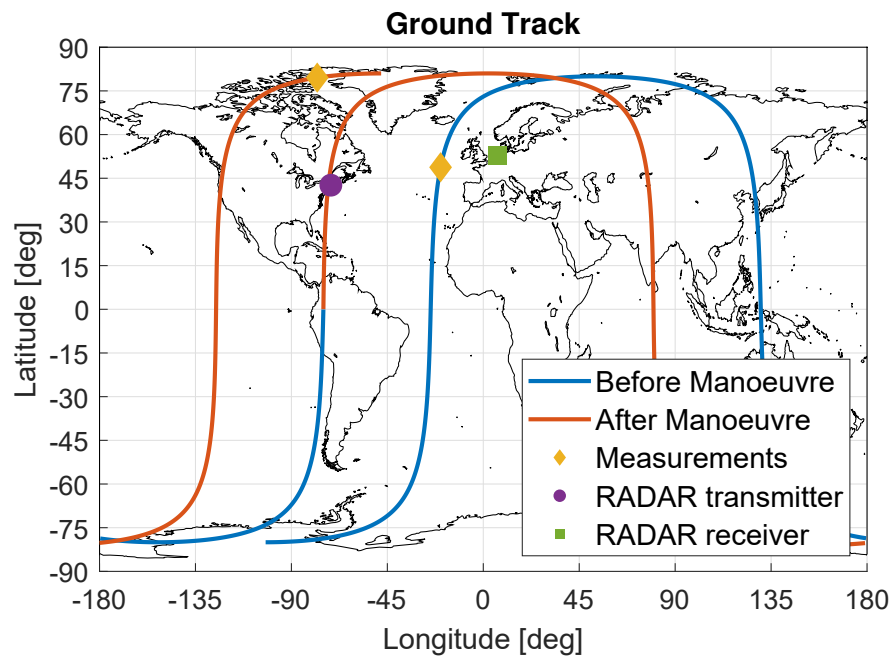 Ground Track
90
75
60
45
30
15
0
-15
-30
-45
-60
-75
-90
Latitude [deg]
Before Manoeuvre
After Manoeuvre
Measurements
RADAR transmitter
RADAR receiver
-180 -135 -90 -45 0 45 90 135 180
Longitude [deg]